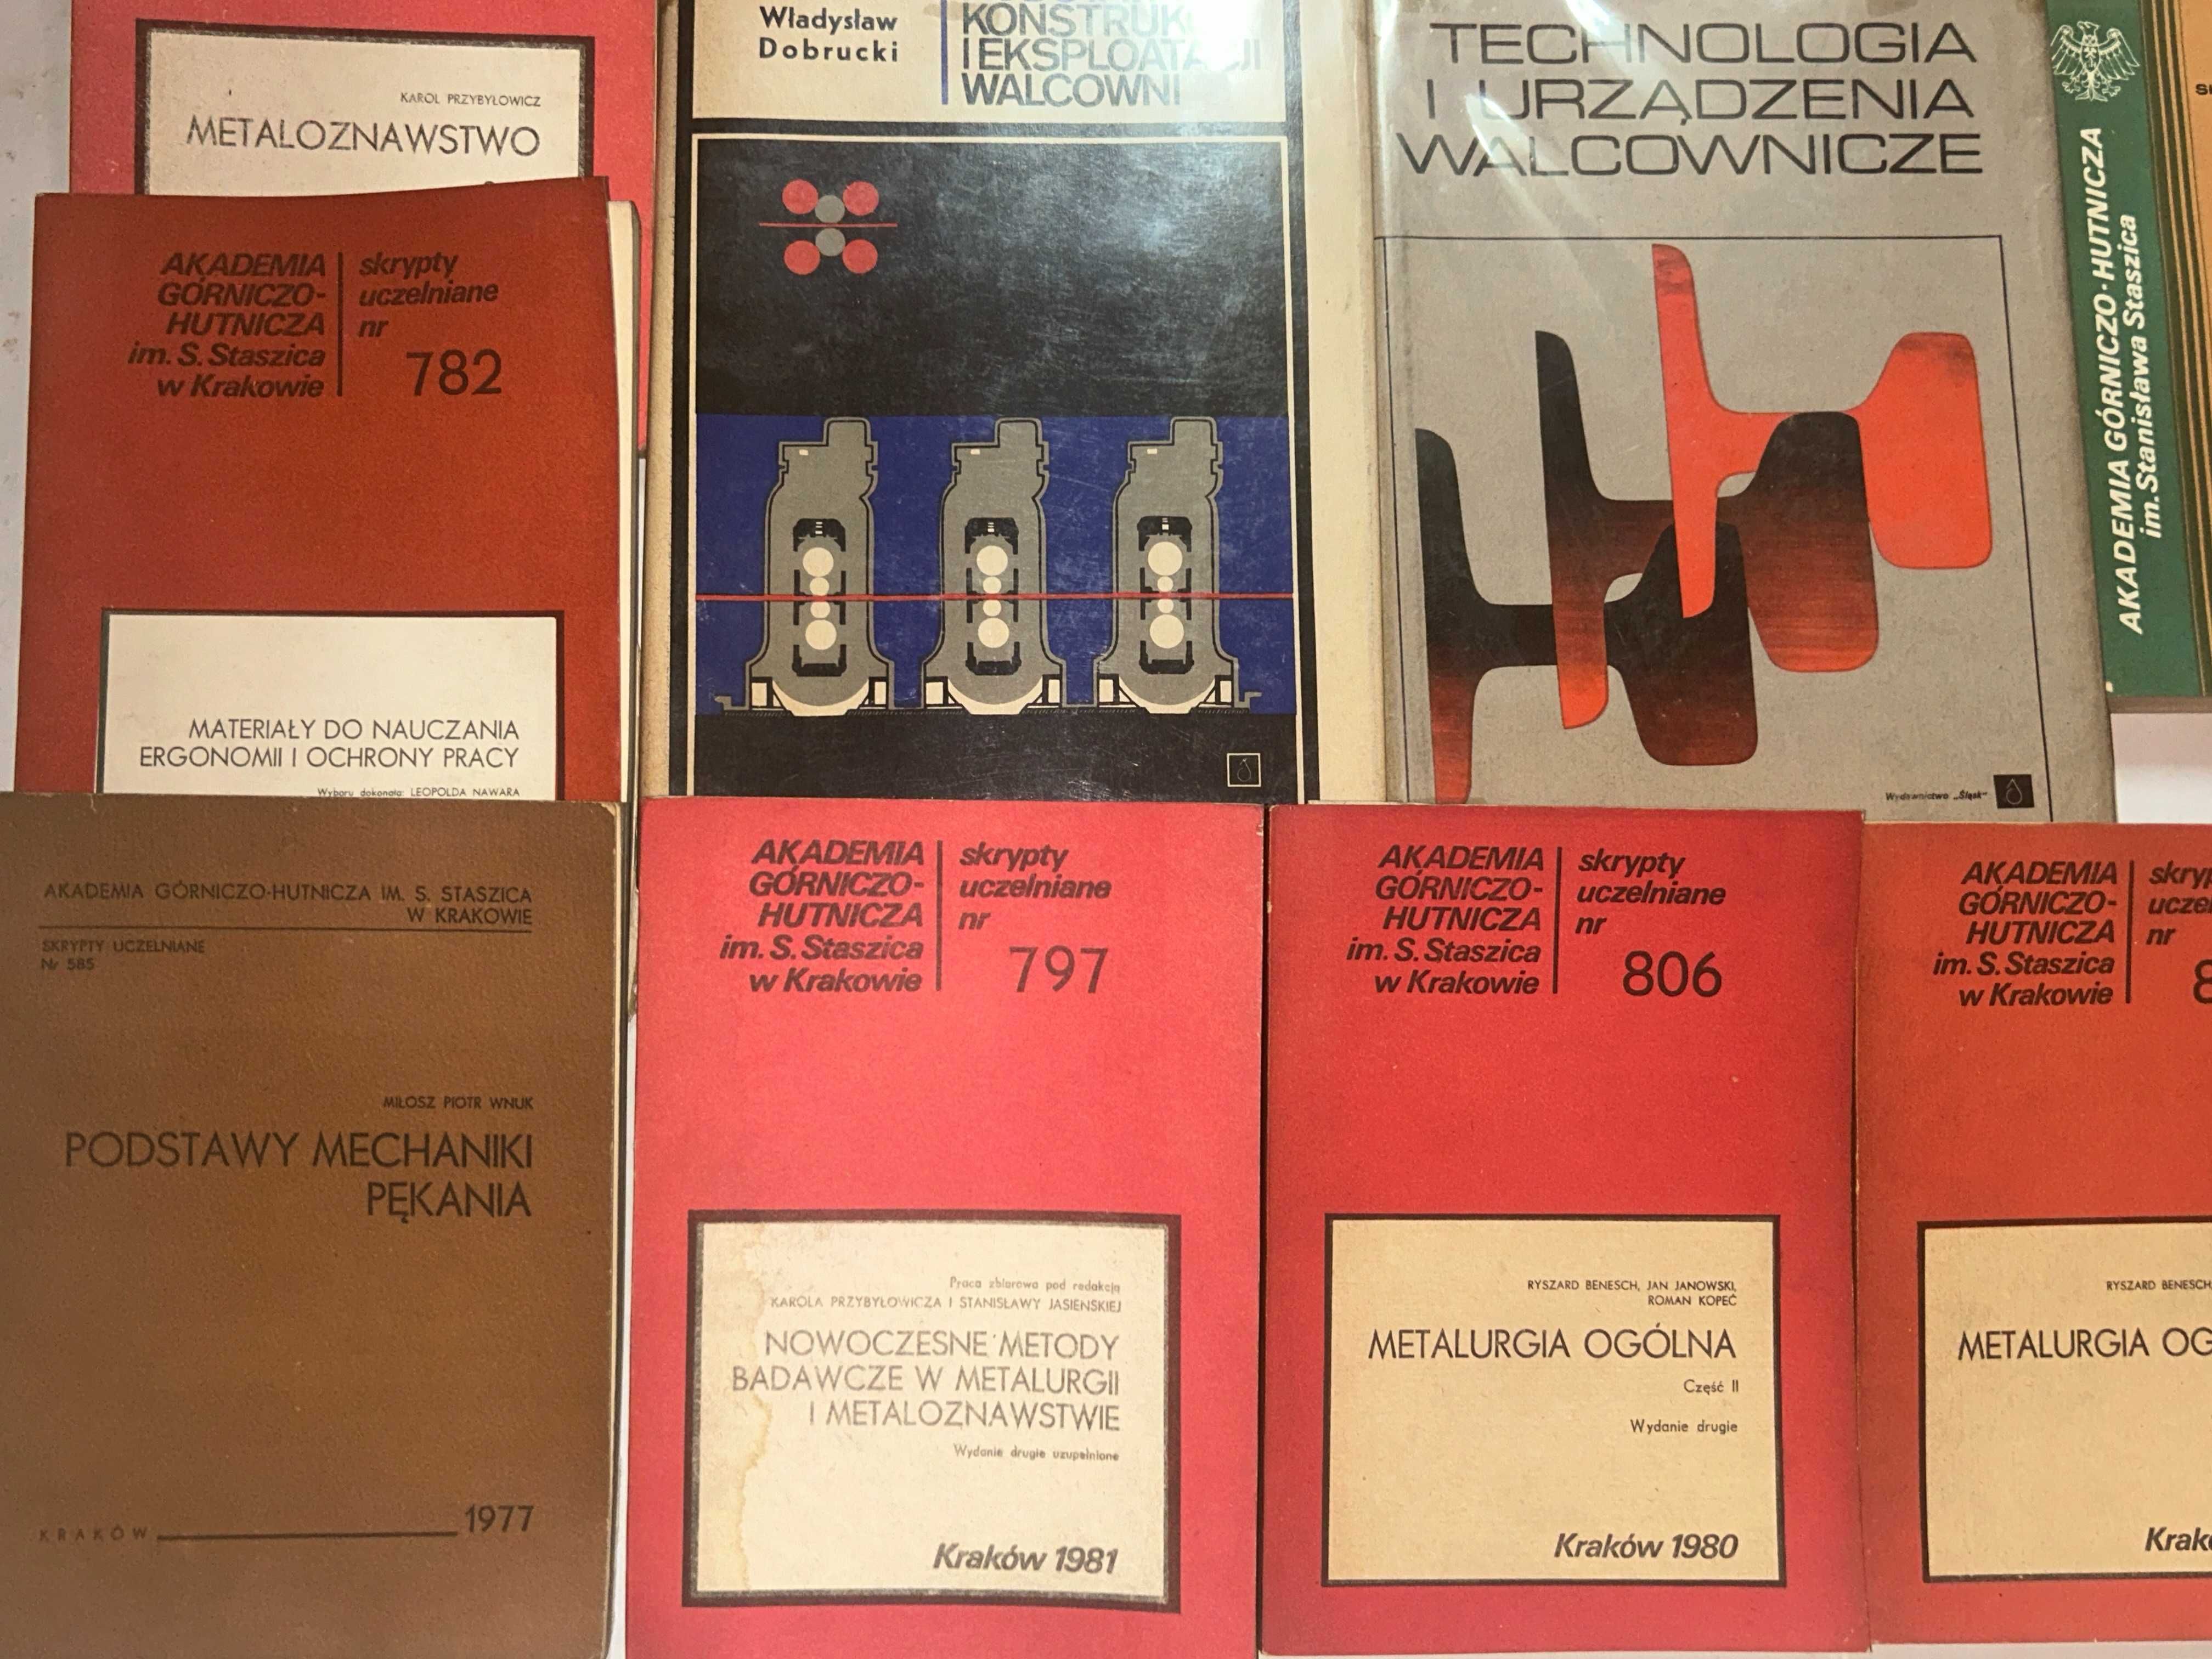 KAROL PRZYBYŁOWICZ
METALOZNAWSTWO
AKADEMIA
GÓRNICZO-
HUTNICZA
im. S. Staszica
w Krakowie
skrypty
uczelniane
nr
782
MATERIAŁY DO NAUCZANIA
ERGONOMII I OCHRONY PRACY
Wyboru dokonała: LEOPOLDA NAWARA
Władysław
Dobrucki
I EKSPLOATACJI
WALCOWNI
TECHNOLOGIA
I URZĄDZENIA
WALCOWNICZE
Wydawnictwo „Śląsk"
AKADEMIA GÓRNICZO-HUTNICZA
im. Stanisława Staszica
AKADEMIA GÓRNICZO-HUTNICZA IM. S. STASZICA
W KRAKOWIE
SKRYPTY UCZELNIANE
Nr 585
MIŁOSZ PIOTR WNUK
PODSTAWY MECHANIKI
PĘKANIA
KRAKÓW 1977
AKADEMIA
GÓRNICZO-
HUTNICZA
im. S. Staszica
w Krakowie
skrypty
uczelniane
nr
797
Praca zbiorowa pod redakcją
KAROLA PRZYBYŁOWICZA I STANISŁAWY JASIEŃSKIEJ
NOWOCZESNE METODY
BADAWCZE W METALURGII
I METALOZNAWSTWIE
Wydanie drugie uzupełnione
Kraków 1981
AKADEMIA
GÓRNICZO-
HUTNICZA
im. S. Staszica
w Krakowie
skrypty
uczelniane
nr
806
RYSZARD BENESCH, JAN JANOWSKI,
ROMAN KOPEĆ
METALURGIA OGÓLNA
Część II
Wydanie drugie
Kraków 1980
AKADEMIA
GÓRNICZO-
HUTNICZA
im. S. Staszica
w Krakowie
nr
RYSZARD BENESCH
METALURGIA